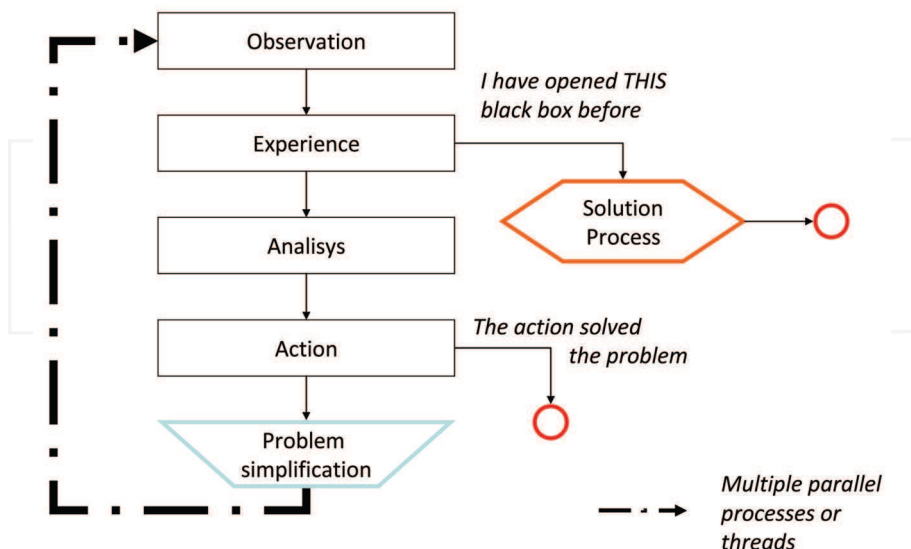 Observation
I have opened THIS
black box before
Experience
Solution
Process
Analisys
The action solved
the problem
Action
Problem
simplification
Multiple parallel
processes or
threads